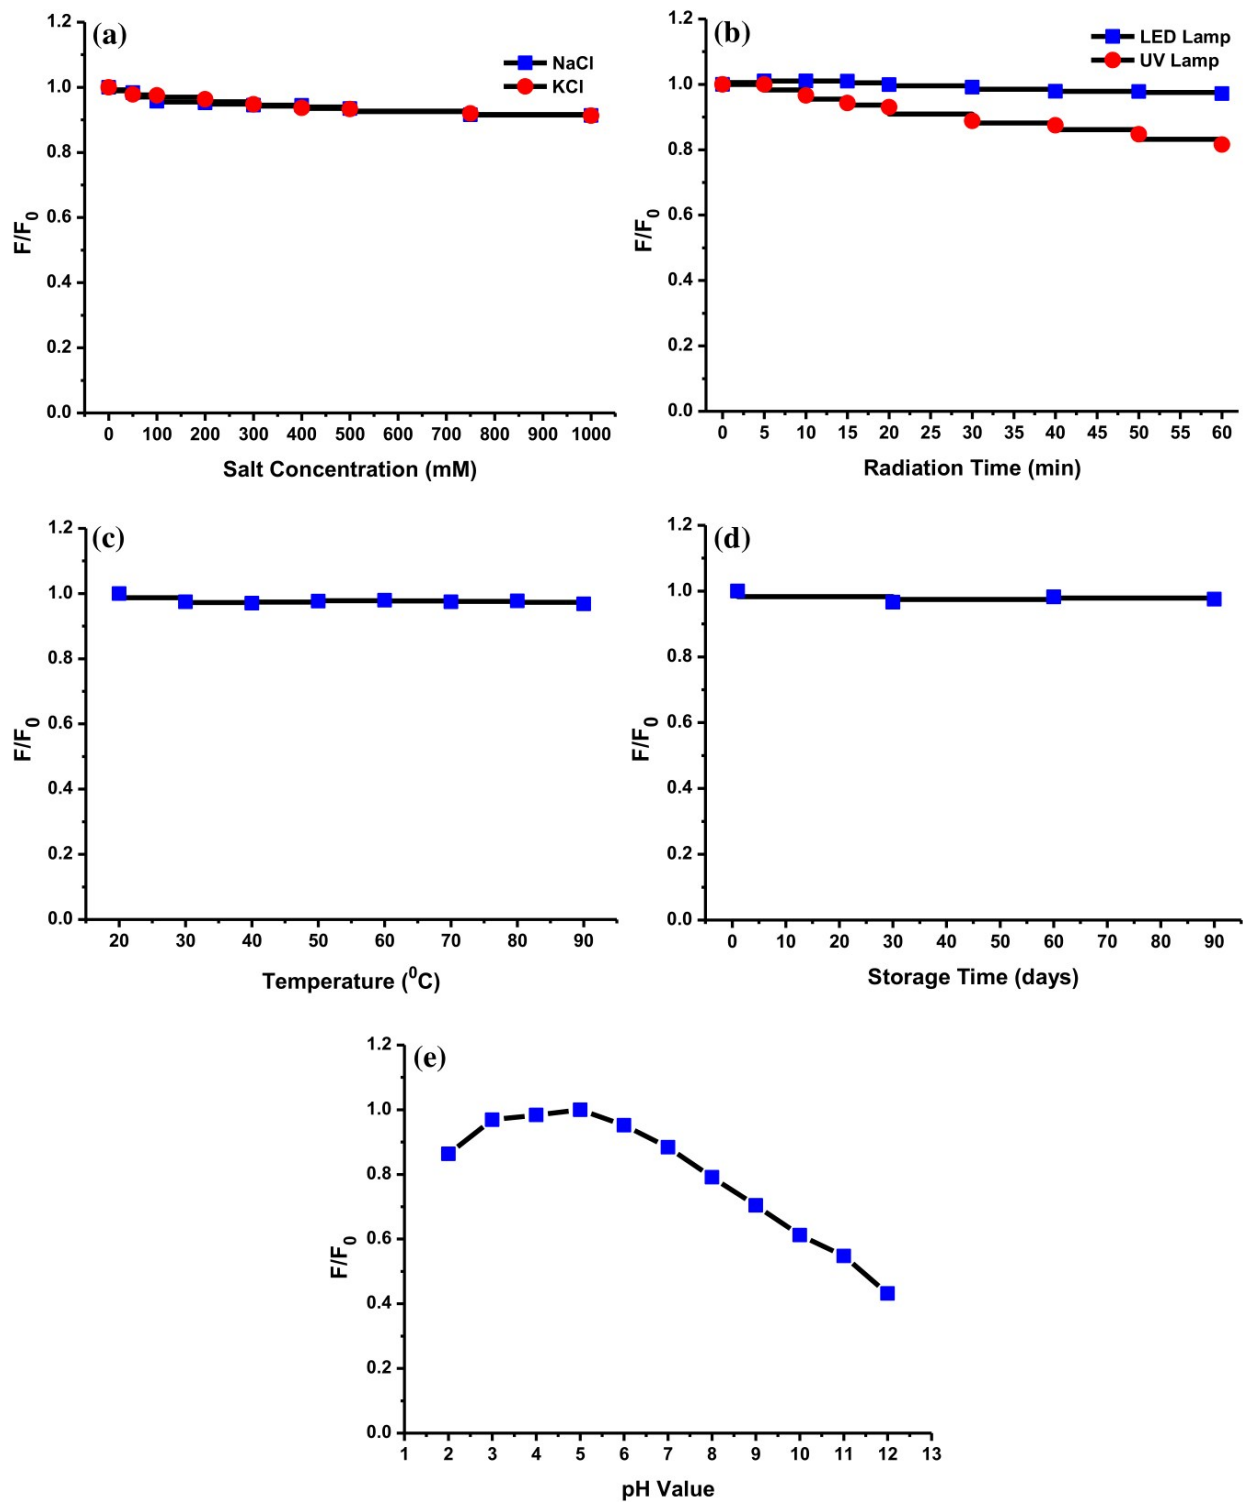 (a)
NaCl
KCl
1.2
1.0
0.8
0.6
0.4
0.2
0.0
F/F0
0 100 200 300 400 500 600 700 800 900 1000
Salt Concentration (mM)
(b)
LED Lamp
UV Lamp
1.2
1.0
0.8
0.6
0.4
0.2
0.0
F/F0
0 5 10 15 20 25 30 35 40 45 50 55 60
Radiation Time (min)
(c)
1.2
1.0
0.8
0.6
0.4
0.2
0.0
F/F0
20 30 40 50 60 70 80 90
Temperature (0C)
(d)
1.2
1.0
0.8
0.6
0.4
0.2
0.0
F/F0
0 10 20 30 40 50 60 70 80 90
Storage Time (days)
(e)
1.2
1.0
0.8
0.6
0.4
0.2
0.0
F/F0
1 2 3 4 5 6 7 8 9 10 11 12 13
pH Value